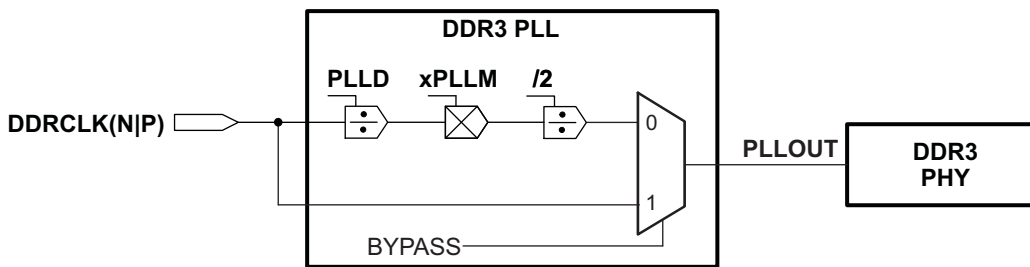 DDR3 PLL
PLLD
xPLLM
/2
DDRCLK(N|P)
0
PLLOUT
DDR3
PHY
1
BYPASS